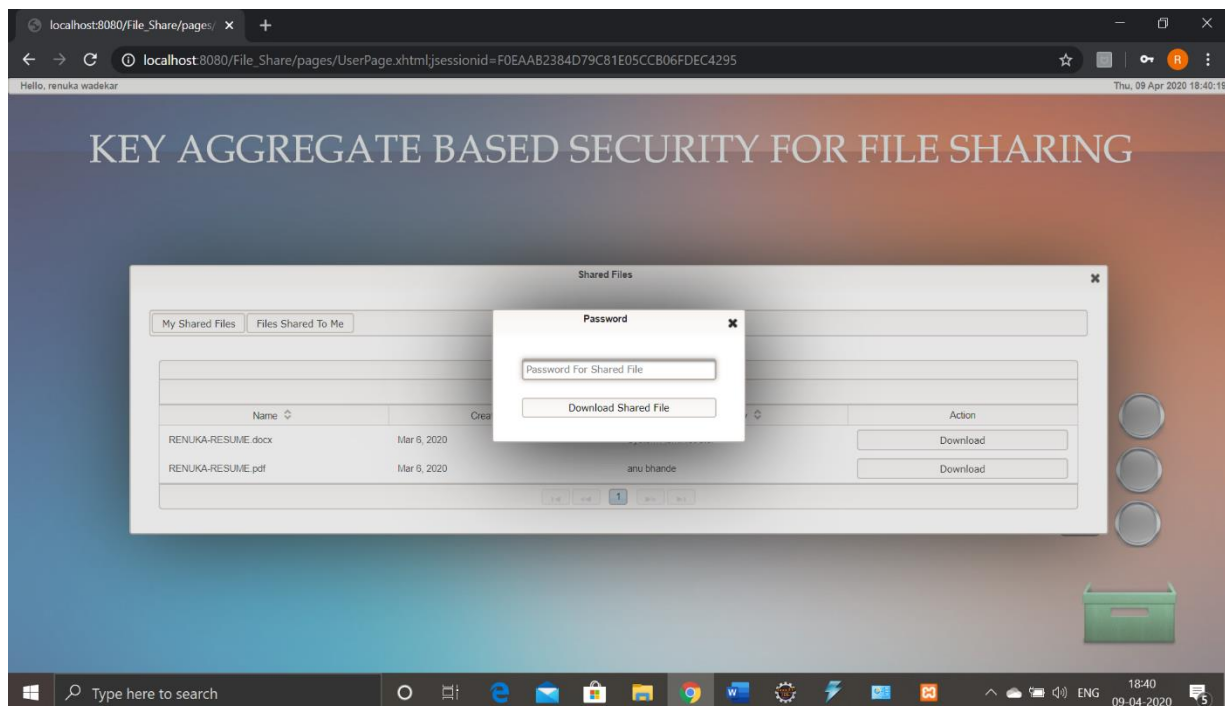 localhost:8080/File_Share/pages/
localhost:8080/File_Share/pages/UserPage.xhtml;jsessionid=F0EAAB2384D79C81E05CCB06FDEC4295
R
Hello, renuka wadekar
Thu, 09 Apr 2020 18:40:19
KEY AGGREGATE BASED SECURITY FOR FILE SHARING
Shared Files
My Shared Files
Files Shared To Me
Password
Password For Shared File
Download Shared File
Name
Crea
Action
RENUKA-RESUME.docx
Mar 6, 2020
Download
RENUKA-RESUME.pdf
Mar 6, 2020
anu bhande
Download
1
Type here to search
ENG
18:40
09-04-2020
5